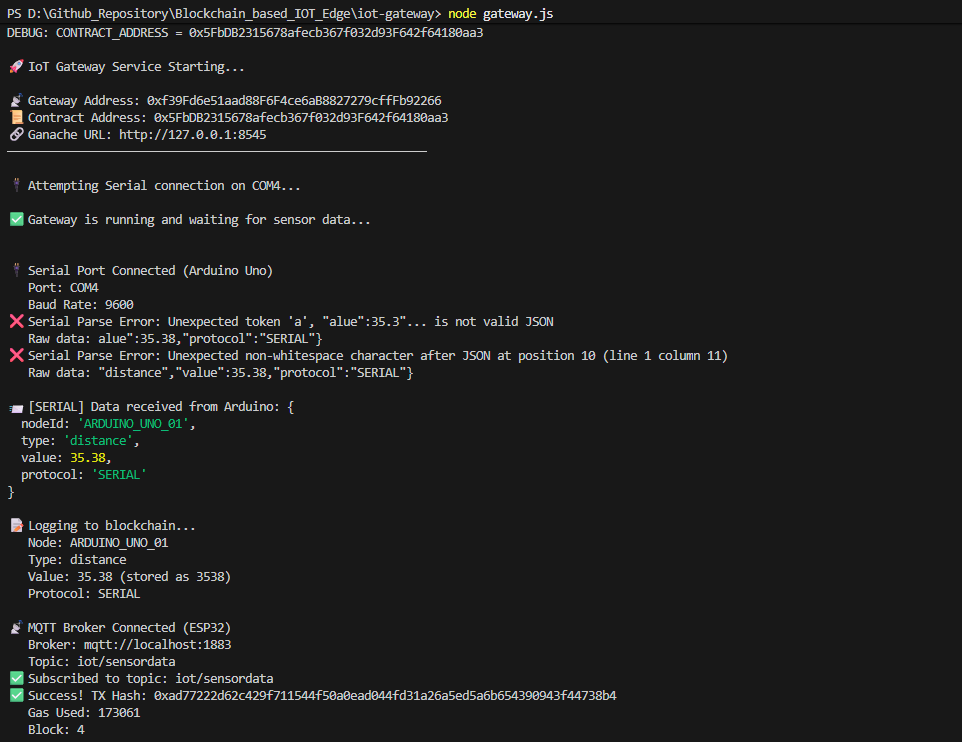 PS D:\Github_Repository\Blockchain_based_IOT_Edge\iot-gateway> node gateway.js
DEBUG: CONTRACT_ADDRESS = 0x5FbDB2315678afecb367f032d93F642f64180aa3
🚀 IoT Gateway Service Starting...
📡 Gateway Address: 0xf39Fd6e51aad88F6F4ce6aB8827279cffFb92266
📜 Contract Address: 0x5FbDB2315678afecb367f032d93F642f64180aa3
🔗 Ganache URL: http://127.0.0.1:8545
🔌 Attempting Serial connection on COM4...
✅ Gateway is running and waiting for sensor data...
🔌 Serial Port Connected (Arduino Uno)
Port: COM4
Baud Rate: 9600
❌ Serial Parse Error: Unexpected token 'a', "alue":35.3"... is not valid JSON
Raw data: alue":35.38,"protocol":"SERIAL"}
❌ Serial Parse Error: Unexpected non-whitespace character after JSON at position 10 (line 1 column 11)
Raw data: "distance","value":35.38,"protocol":"SERIAL"}
📨 [SERIAL] Data received from Arduino: {
nodeId: 'ARDUINO_UNO_01',
type: 'distance',
value: 35.38,
protocol: 'SERIAL'
}
📝 Logging to blockchain...
Node: ARDUINO_UNO_01
Type: distance
Value: 35.38 (stored as 3538)
Protocol: SERIAL
📡 MQTT Broker Connected (ESP32)
Broker: mqtt://localhost:1883
Topic: iot/sensordata
✅ Subscribed to topic: iot/sensordata
✅ Success! TX Hash: 0xad77222d62c429f711544f50a0ead044fd31a26a5ed5a6b654390943f44738b4
Gas Used: 173061
Block: 4